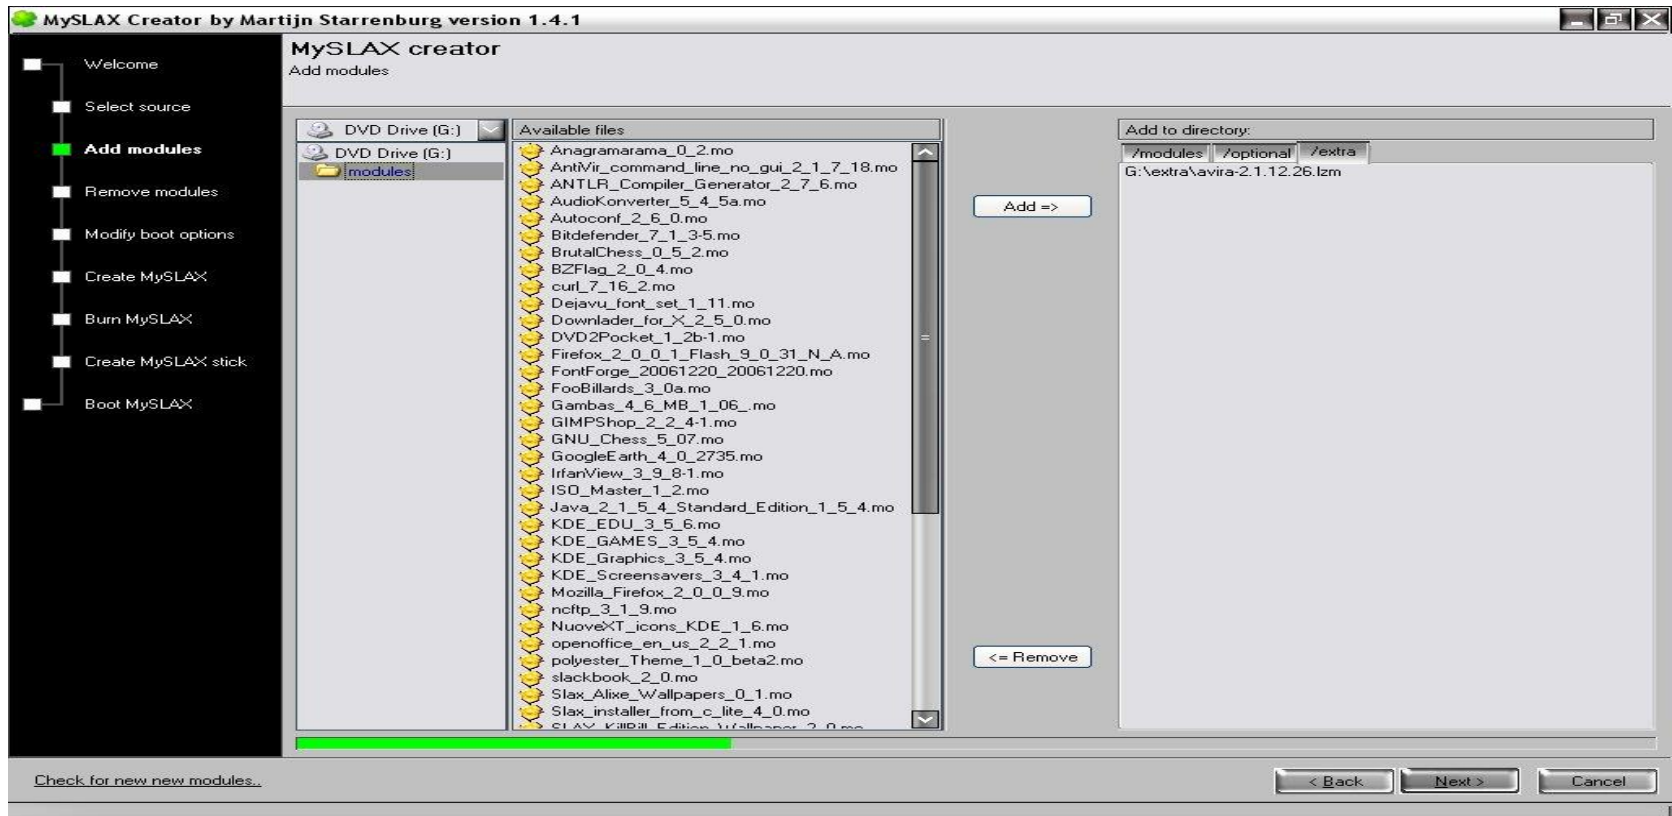 MySLAX Creator by Martijn Starrenburg version 1.4.1
MySLAX creator
Add modules
Welcome
Select source
Add modules
Remove modules
Modify boot options
Create MySLAX
Burn MySLAX
Create MySLAX stick
Boot MySLAX
DVD Drive (G:)
DVD Drive (G:)
modules
Available files
Anagramarama_0_2.mo
AntiVir_command_line_no_gui_2_1_7_18.mo
ANTLR_Compiler_Generator_2_7_6.mo
AudioKonverter_5_4_5a.mo
Autoconf_2_6_0.mo
Bitdefender_7_1_3-5.mo
BrutalChess_0_5_2.mo
BZFlag_2_0_4.mo
curl_7_16_2.mo
Dejavu_font_set_1_11.mo
Downlader_for_X_2_5_0.mo
DVD2Pocket_1_2b-1.mo
Firefox_2_0_0_1_Flash_9_0_31_N_A.mo
FontForge_20061220_20061220.mo
FooBillards_3_0a.mo
Gambas_4_6_MB_1_06_.mo
GIMPShop_2_2_4-1.mo
GNU_Chess_5_07.mo
GoogleEarth_4_0_2735.mo
IrfanView_3_9_8-1.mo
ISO_Master_1_2.mo
Java_2_1_5_4_Standard_Edition_1_5_4.mo
KDE_EDU_3_5_6.mo
KDE_GAMES_3_5_4.mo
KDE_Graphics_3_5_4.mo
KDE_Screensavers_3_4_1.mo
Mozilla_Firefox_2_0_0_9.mo
ncftp_3_1_9.mo
NuoveXT_icons_KDE_1_6.mo
openoffice_en_us_2_2_1.mo
polyester_Theme_1_0_beta2.mo
slackbook_2_0.mo
Slax_Alixe_Wallpapers_0_1.mo
Slax_installer_from_c_lite_4_0.mo
SLAX_KillBill_Edition_Wallpaper_2_0.mo
Add =>
<= Remove
Add to directory:
/modules /optional /extra
G:\extra\avira-2.1.12.26.lzm
Check for new new modules..
< Back
Next >
Cancel